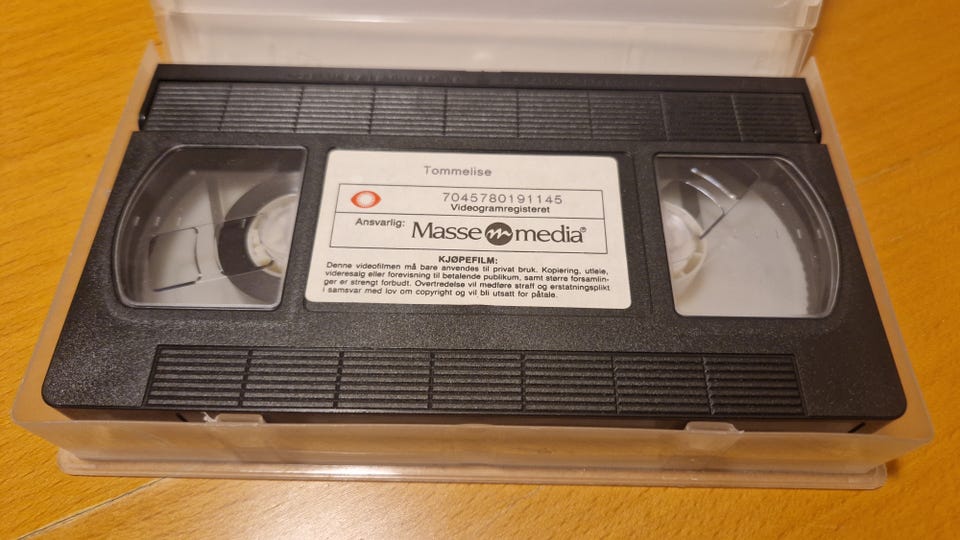 Tommelise
7045780191145
Videogramregisteret
Ansvarlig: Masse m media®
KJØPEFILM:
Denne videofilmen må bare anvendes til privat bruk. Kopiering, utleie,
videresalg eller forevisning til betalende publikum, samt større forsamlin-
ger er strengt forbudt. Overtredelse vil medføre straff og erstatningsplikt
i samsvar med lov om copyright og vil bli utsatt for påtale.